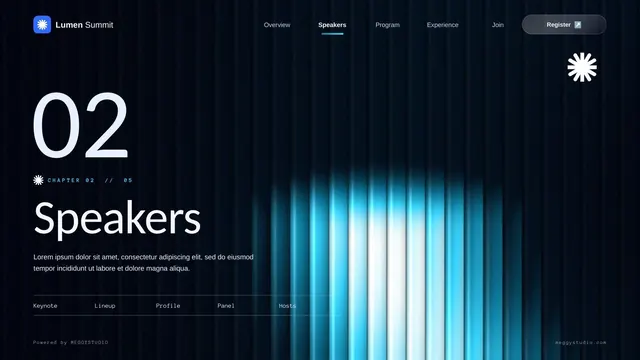 Lumen Summit
Overview Speakers Program Experience Join Register
02
CHAPTER 02 // 05
Speakers
Lorem ipsum dolor sit amet, consectetur adipiscing elit, sed do eiusmod
tempor incididunt ut labore et dolore magna aliqua.
Keynote Lineup Profile Panel Hosts
Powered by MEGGYSTUDIO meggystudio.com